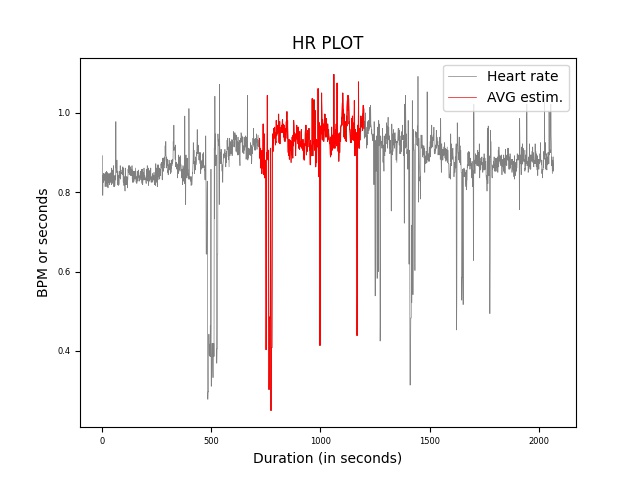 HR PLOT
Heart rate
AVG estim.
1.0
0.8
0.6
0.4
BPM or seconds
0
500
1000
1500
2000
Duration (in seconds)